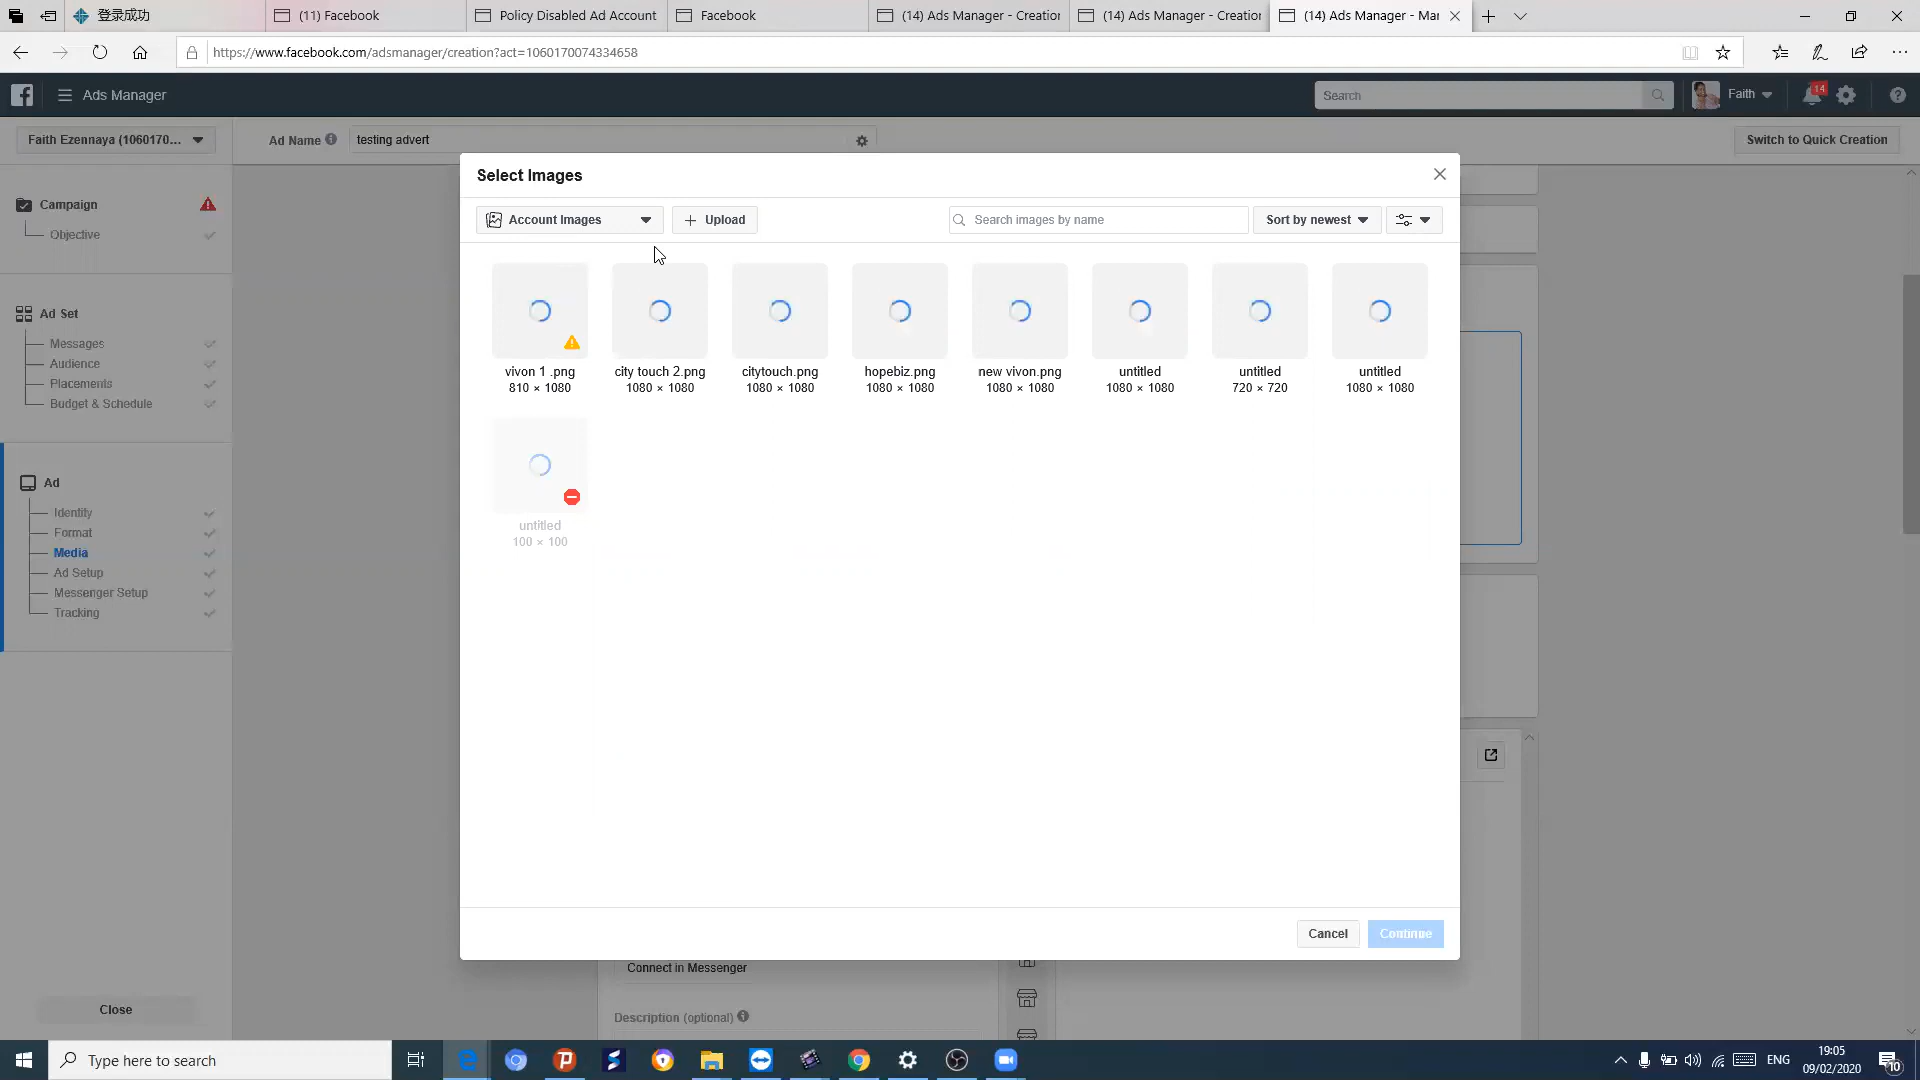 登录成功
(11) Facebook
Policy Disabled Ad Account
Facebook
(14) Ads Manager - Creation
(14) Ads Manager - Creation
(14) Ads Manager - Mar
https://www.facebook.com/adsmanager/creation?act=1060170074334658
Ads Manager
Search
Faith
14
Faith Ezennaya (1060170...
Ad Name
testing advert
Switch to Quick Creation
Campaign
Objective
Ad Set
Messages
Audience
Placements
Budget & Schedule
Ad
Identity
Format
Media
Ad Setup
Messenger Setup
Tracking
Close
Select Images
Account Images
Upload
Search images by name
Sort by newest
vivon 1 .png
810 × 1080
city touch 2.png
1080 × 1080
citytouch.png
1080 × 1080
hopebiz.png
1080 × 1080
new vivon.png
1080 × 1080
untitled
1080 × 1080
untitled
720 × 720
untitled
1080 × 1080
untitled
100 × 100
Cancel
Continue
Connect in Messenger
Description (optional)
Type here to search
ENG
19:05
09/02/2020
10